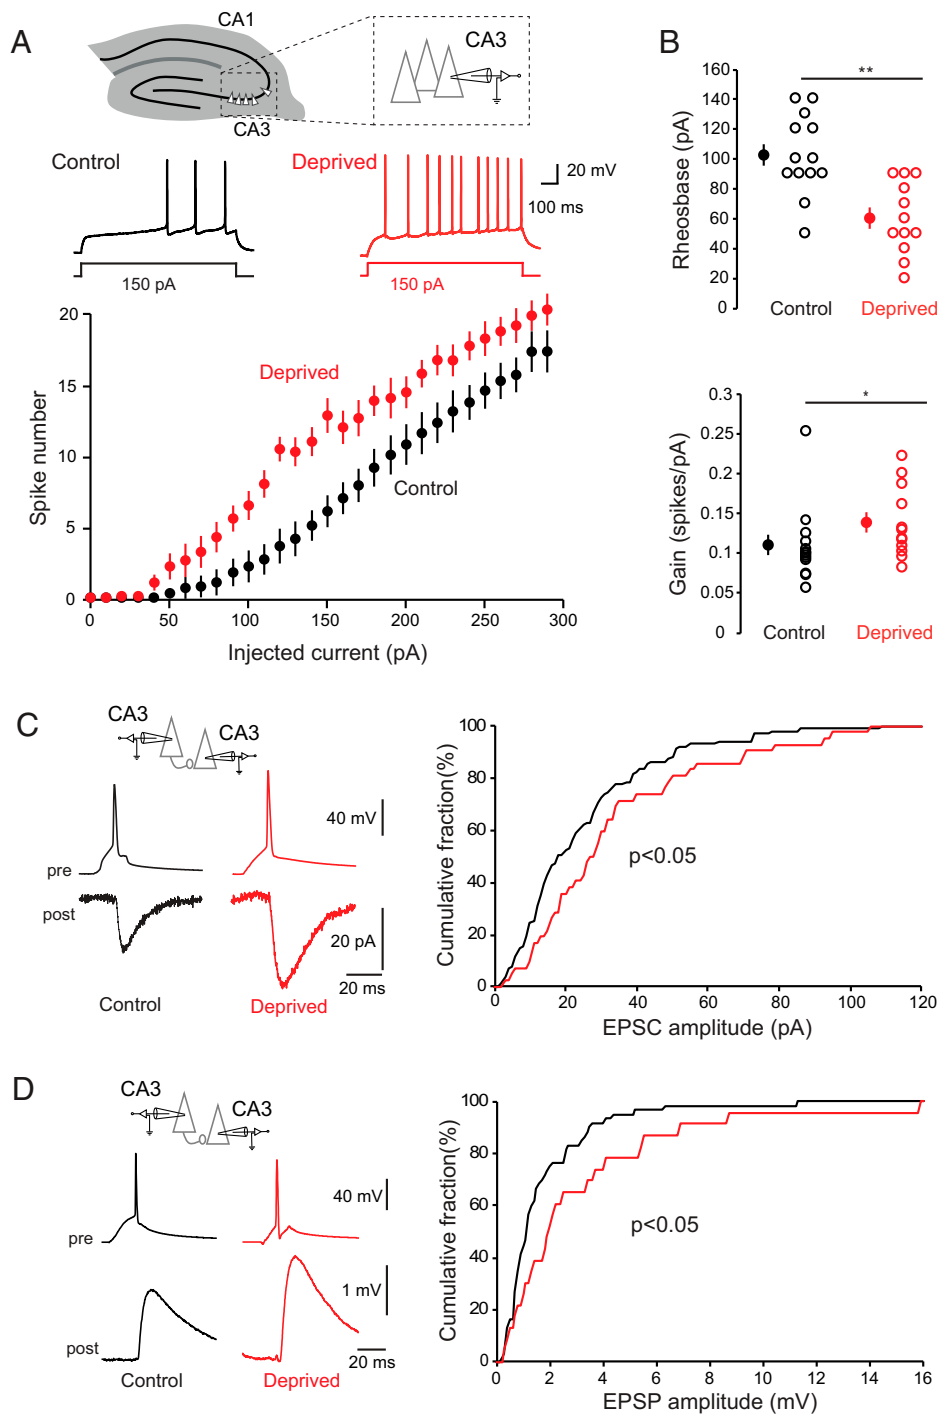 A
CA1
CA3
CA3
Control
Deprived
20 mV
100 ms
150 pA
150 pA
20
15
10
5
0
Spike number
Deprived
Control
0
50
100
150
200
250
300
Injected current (pA)
B
160
140
120
100
80
60
40
20
0
Rheosbase (pA)
**
Control
Deprived
0.3
0.25
0.2
0.15
0.1
0.05
0
Gain (spikes/pA)
*
Control
Deprived
C
CA3
CA3
40 mV
pre
post
20 pA
20 ms
Control
Deprived
100
80
60
40
20
0
Cumulative fraction(%)
p<0.05
0
20
40
60
80
100
120
EPSC amplitude (pA)
D
CA3
CA3
40 mV
pre
1 mV
post
20 ms
Control
Deprived
100
80
60
40
20
0
Cumulative fraction(%)
p<0.05
0
2
4
6
8
10
12
14
16
EPSP amplitude (mV)